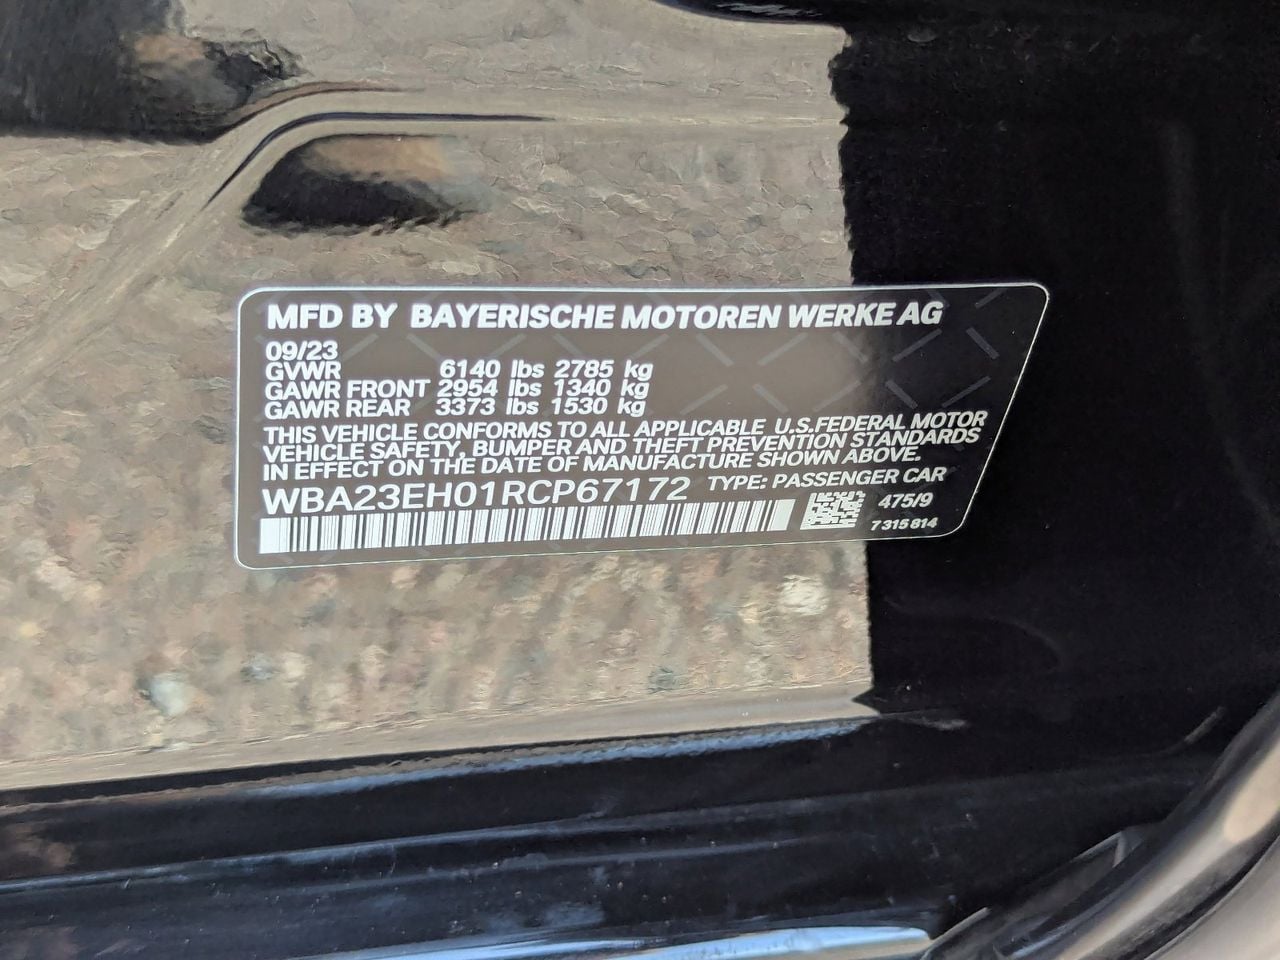 MFD BY BAYERISCHE MOTOREN WERKE AG
09/23
GVWR 6140 lbs 2785 kg
GAWR FRONT 2954 lbs 1340 kg
GAWR REAR 3373 lbs 1530 kg
THIS VEHICLE CONFORMS TO ALL APPLICABLE U.S.FEDERAL MOTOR
VEHICLE SAFETY, BUMPER AND THEFT PREVENTION STANDARDS
IN EFFECT ON THE DATE OF MANUFACTURE SHOWN ABOVE.
WBA23EH01RCP67172 TYPE: PASSENGER CAR
475/9
7 315 814